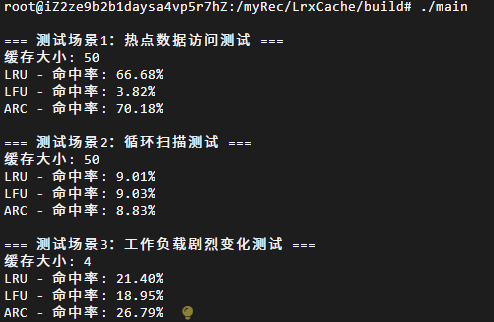 root@iZ2ze9b2b1daysa4vp5r7hZ:/myRec/LrxCache/build# ./main
=== 测试场景1：热点数据访问测试 ===
缓存大小: 50
LRU - 命中率: 66.68%
LFU - 命中率: 3.82%
ARC - 命中率: 70.18%
=== 测试场景2：循环扫描测试 ===
缓存大小: 50
LRU - 命中率: 9.01%
LFU - 命中率: 9.03%
ARC - 命中率: 8.83%
=== 测试场景3：工作负载剧烈变化测试 ===
缓存大小: 4
LRU - 命中率: 21.40%
LFU - 命中率: 18.95%
ARC - 命中率: 26.79%